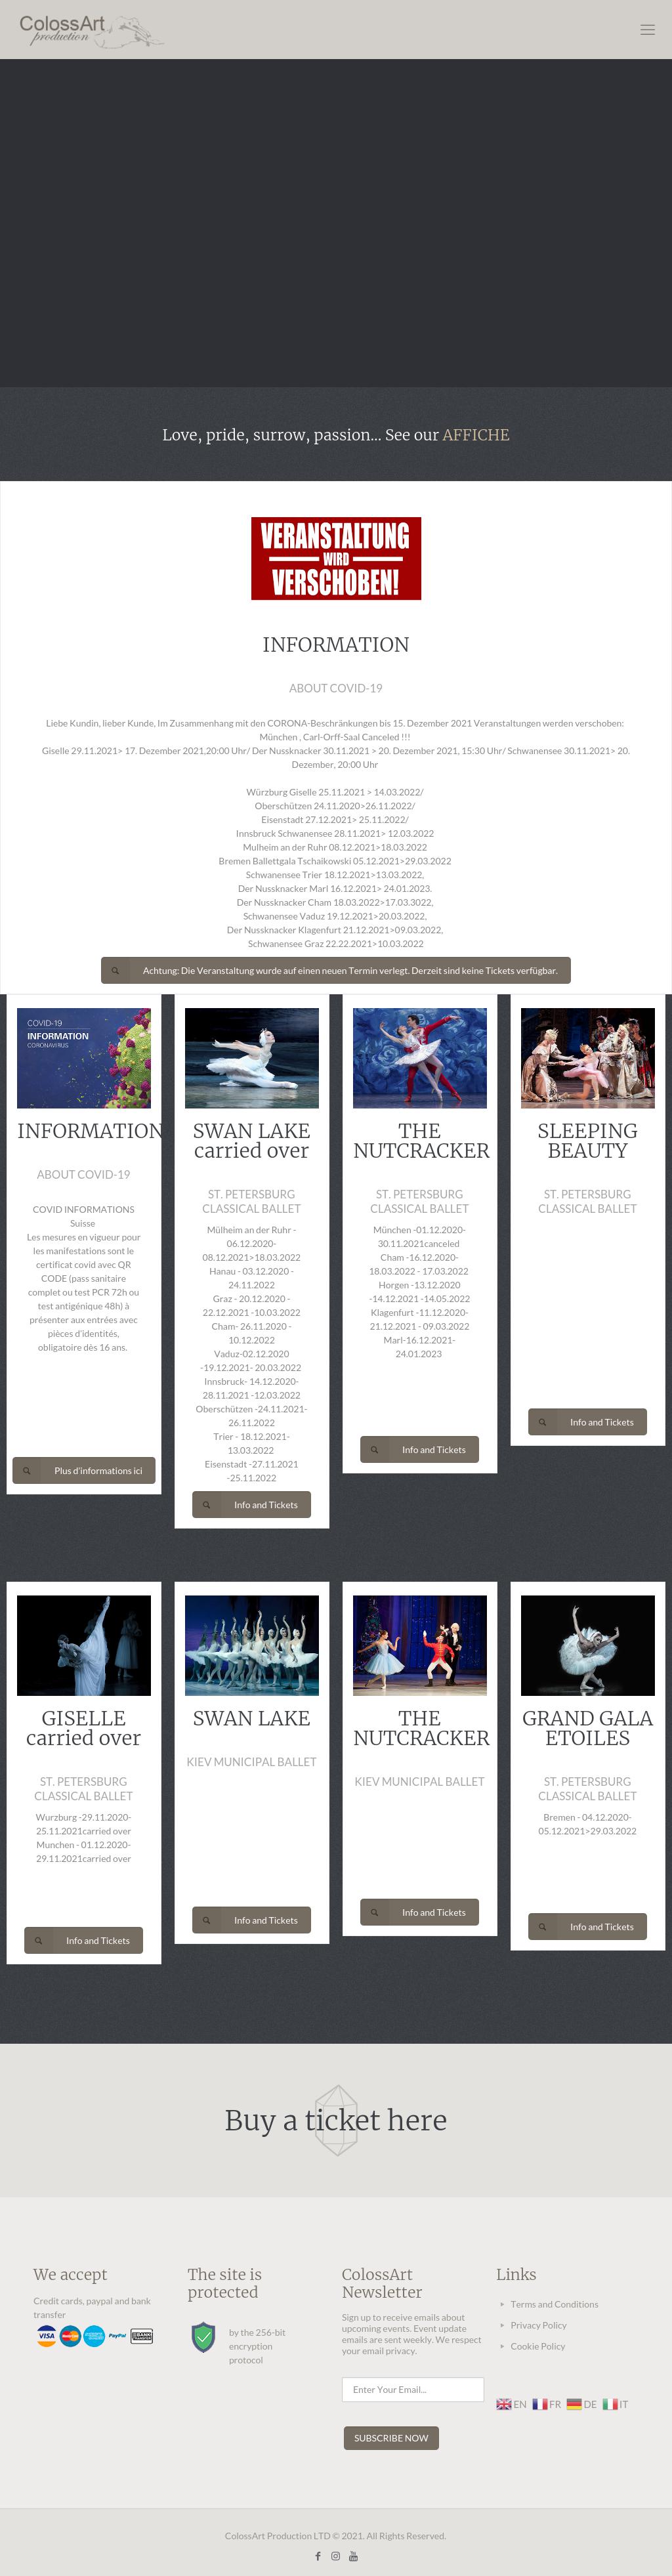 ColossArt
production
Love, pride, surrow, passion... See our AFFICHE
VERANSTALTUNG
WIRD
VERSCHOBEN!
INFORMATION
ABOUT COVID-19
Liebe Kundin, lieber Kunde, Im Zusammenhang mit den CORONA-Beschränkungen bis 15. Dezember 2021 Veranstaltungen werden verschoben:
München , Carl-Orff-Saal Canceled !!!
Giselle 29.11.2021> 17. Dezember 2021,20:00 Uhr/ Der Nussknacker 30.11.2021 > 20. Dezember 2021, 15:30 Uhr/ Schwanensee 30.11.2021> 20.
Dezember, 20:00 Uhr
Würzburg Giselle 25.11.2021 > 14.03.2022/
Oberschützen 24.11.2020>26.11.2022/
Eisenstadt 27.12.2021> 25.11.2022/
Innsbruck Schwanensee 28.11.2021> 12.03.2022
Mulheim an der Ruhr 08.12.2021>18.03.2022
Bremen Ballettgala Tschaikowski 05.12.2021>29.03.2022
Schwanensee Trier 18.12.2021>13.03.2022,
Der Nussknacker Marl 16.12.2021> 24.01.2023.
Der Nussknacker Cham 18.03.2022>17.03.3022,
Schwanensee Vaduz 19.12.2021>20.03.2022,
Der Nussknacker Klagenfurt 21.12.2021>09.03.2022,
Schwanensee Graz 22.22.2021>10.03.2022
Achtung: Die Veranstaltung wurde auf einen neuen Termin verlegt. Derzeit sind keine Tickets verfügbar.
COVID-19
INFORMATION
CORONAVIRUS
INFORMATION
ABOUT COVID-19
COVID INFORMATIONS
Suisse
Les mesures en vigueur pour
les manifestations sont le
certificat covid avec QR
CODE (pass sanitaire
complet ou test PCR 72h ou
test antigénique 48h) à
présenter aux entrées avec
pièces d'identités,
obligatoire dès 16 ans.
Plus d'informations ici
SWAN LAKE
carried over
ST. PETERSBURG
CLASSICAL BALLET
Mülheim an der Ruhr -
06.12.2020-
08.12.2021>18.03.2022
Hanau - 03.12.2020 -
24.11.2022
Graz - 20.12.2020 -
22.12.2021 -10.03.2022
Cham- 26.11.2020 -
10.12.2022
Vaduz-02.12.2020
-19.12.2021- 20.03.2022
Innsbruck- 14.12.2020-
28.11.2021 -12.03.2022
Oberschützen -24.11.2021-
26.11.2022
Trier - 18.12.2021-
13.03.2022
Eisenstadt -27.11.2021
-25.11.2022
Info and Tickets
THE
NUTCRACKER
ST. PETERSBURG
CLASSICAL BALLET
München -01.12.2020-
30.11.2021canceled
Cham -16.12.2020-
18.03.2022 - 17.03.2022
Horgen -13.12.2020
-14.12.2021 -14.05.2022
Klagenfurt -11.12.2020-
21.12.2021 - 09.03.2022
Marl-16.12.2021-
24.01.2023
Info and Tickets
SLEEPING
BEAUTY
ST. PETERSBURG
CLASSICAL BALLET
Info and Tickets
GISELLE
carried over
ST. PETERSBURG
CLASSICAL BALLET
Wurzburg -29.11.2020-
25.11.2021carried over
Munchen - 01.12.2020-
29.11.2021carried over
Info and Tickets
SWAN LAKE
KIEV MUNICIPAL BALLET
Info and Tickets
THE
NUTCRACKER
KIEV MUNICIPAL BALLET
Info and Tickets
GRAND GALA
ETOILES
ST. PETERSBURG
CLASSICAL BALLET
Bremen - 04.12.2020-
05.12.2021>29.03.2022
Info and Tickets
Buy a ticket here
We accept
Credit cards, paypal and bank
transfer
VISA PayPal
The site is
protected
by the 256-bit
encryption
protocol
ColossArt
Newsletter
Sign up to receive emails about
upcoming events. Event update
emails are sent weekly. We respect
your email privacy.
Enter Your Email...
SUBSCRIBE NOW
Links
Terms and Conditions
Privacy Policy
Cookie Policy
EN FR DE IT
ColossArt Production LTD © 2021. All Rights Reserved.